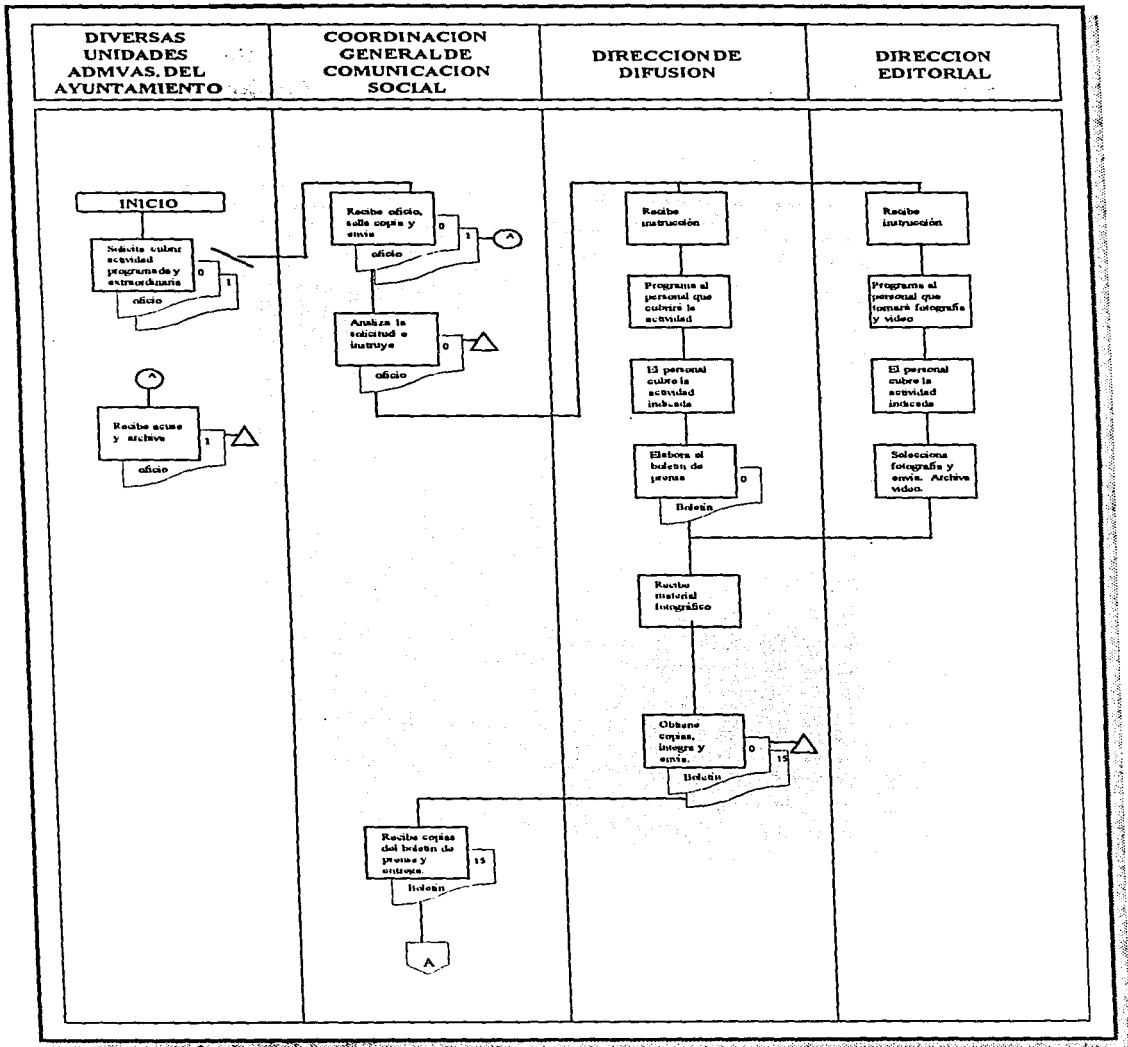 DIVERSAS
UNIDADES
ADMVAS. DEL
AYUNTAMIENTO
COORDINACION
GENERAL DE
COMUNICACION
SOCIAL
DIRECCION DE
DIFUSION
DIRECCION
EDITORIAL
INICIO
Solicita cubrir
actividad
programada y
extraordinaria
0
1
oficio
A
Recibe acuse
y archiva
1
oficio
Recibe oficio,
sella copia y
envía
0
1
A
oficio
Analiza la
solicitud e
instruye
0
oficio
Recibe copias
del boletín de
prensa y
entrega.
15
Boletín
A
Recibe
instrucción
Programa al
personal que
cubrirá la
actividad
El personal
cubre la
actividad
indicada
Elabora el
boletín de
prensa
0
Boletín
Recibe
material
fotográfico
Obtiene
copias,
integra y
envía.
0
15
Boletín
Recibe
instrucción
Programa al
personal que
tomará fotografía
y video
El personal
cubre la
actividad
indicada
Selecciona
fotografía y
envía. Archiva
video.